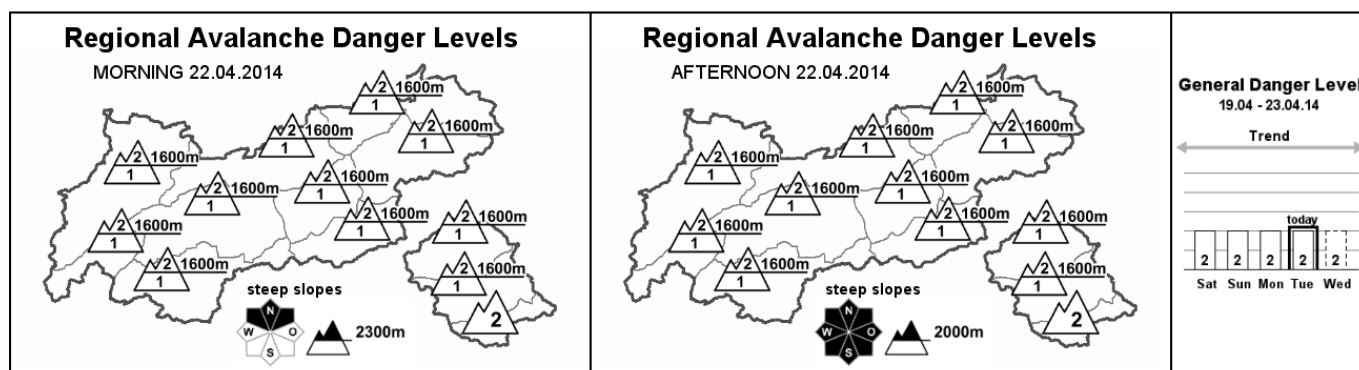 Regional Avalanche Danger Levels
MORNING 22.04.2014
2 1600m
1
2 1600m
1
2 1600m
1
2 1600m
1
2 1600m
1
2 1600m
1
2 1600m
1
2 1600m
1
2 1600m
1
2 1600m
1
2 1600m
1
2
steep slopes
N
W O
S
2300m
Regional Avalanche Danger Levels
AFTERNOON 22.04.2014
2 1600m
1
2 1600m
1
2 1600m
1
2 1600m
1
2 1600m
1
2 1600m
1
2 1600m
1
2 1600m
1
2 1600m
1
2 1600m
1
2 1600m
1
2
steep slopes
N
W O
S
2000m
General Danger Level
19.04 - 23.04.14
Trend
today
2 2 2 2 2
Sat Sun Mon Tue Wed